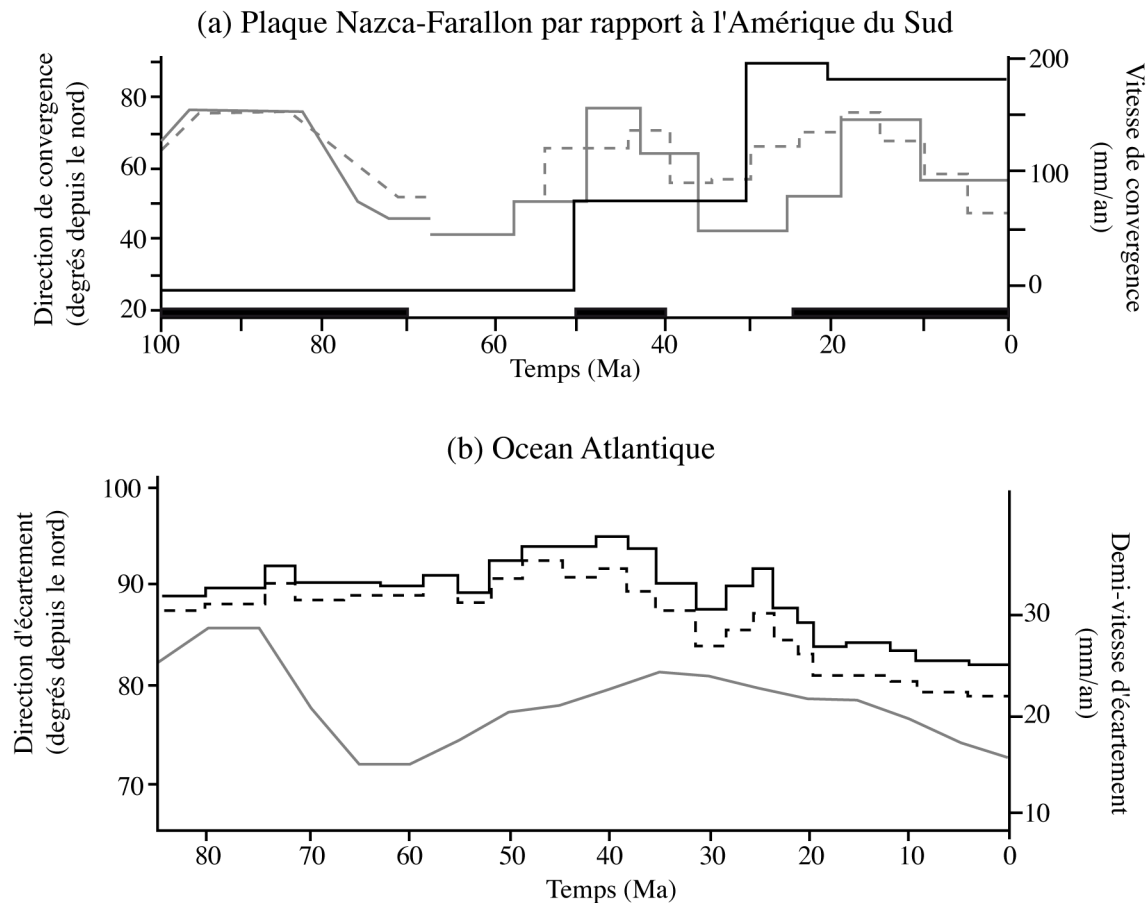 (a) Plaque Nazca-Farallon par rapport à l'Amérique du Sud
Direction de convergence
(degrés depuis le nord)
80
60
40
20
200
100
0
Vitesse de convergence
(mm/an)
100
80
60
40
20
0
Temps (Ma)
(b) Ocean Atlantique
Direction d'écartement
(degrés depuis le nord)
100
90
80
70
30
20
10
Demi-vitesse d'écartement
(mm/an)
80
70
60
50
40
30
20
10
0
Temps (Ma)